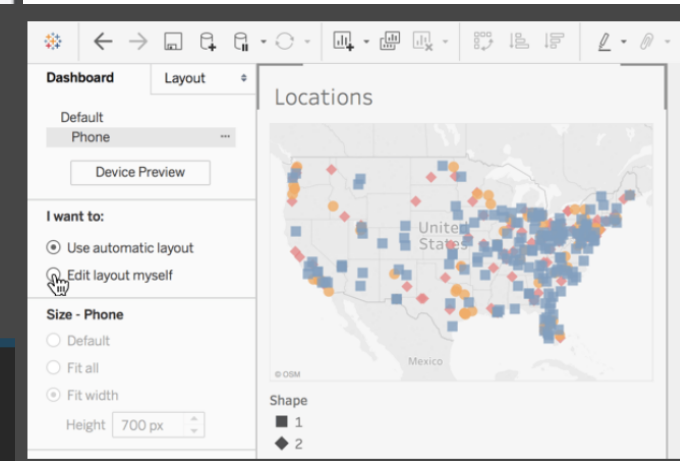 Dashboard
Layout
Default
Phone
Device Preview
I want to:
Use automatic layout
Edit layout myself
Size - Phone
Default
Fit all
Fit width
Height 700 px
Locations
United
States
Mexico
© OSM
Shape
1
2